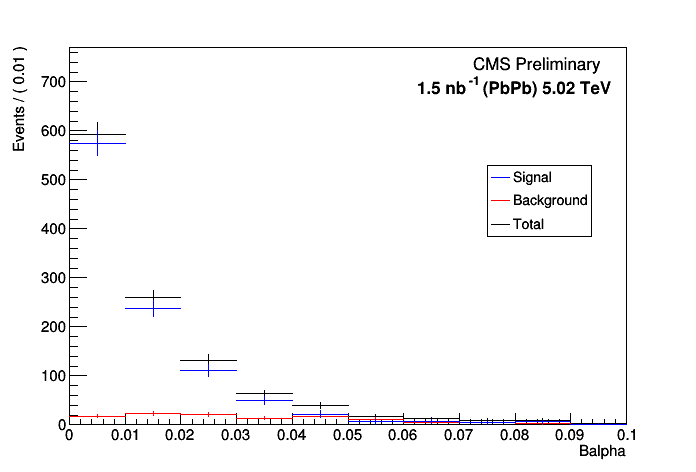 CMS Preliminary
1.5 nb-1 (PbPb) 5.02 TeV
Events / ( 0.01 )
700
600
500
400
300
200
100
0
Signal
Background
Total
0 0.01 0.02 0.03 0.04 0.05 0.06 0.07 0.08 0.09 0.1
Balpha